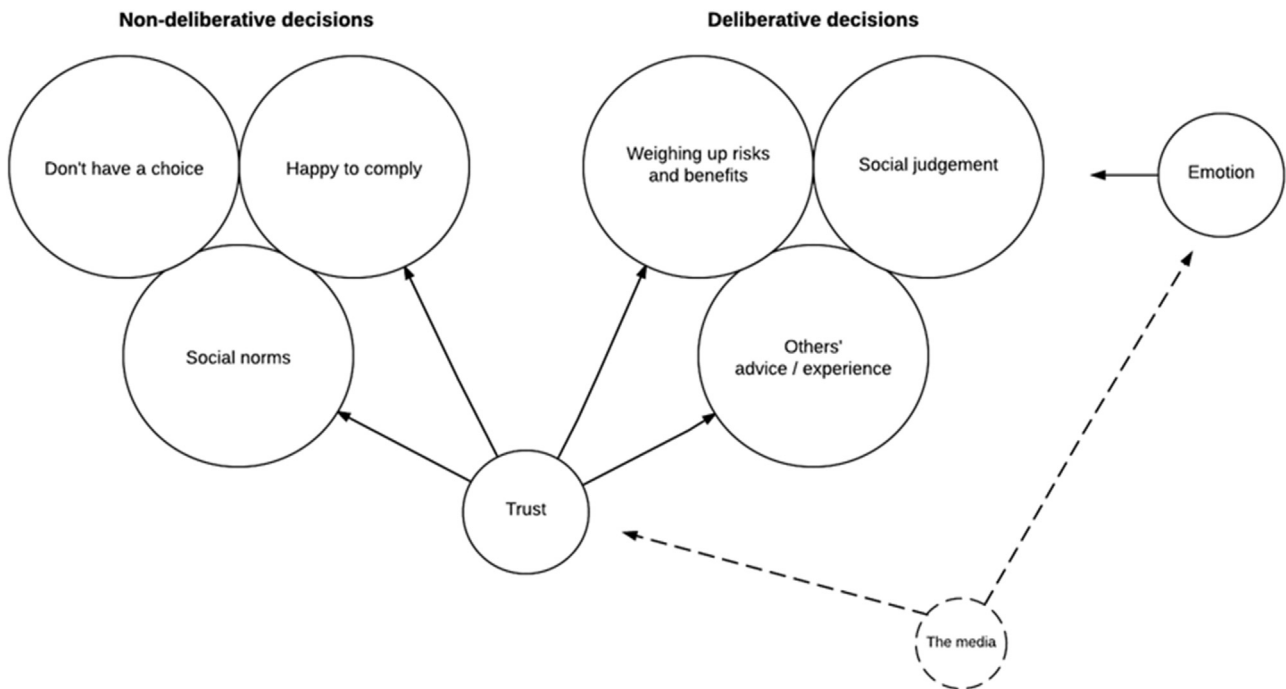 Non-deliberative decisions
Deliberative decisions
Don't have a choice
Happy to comply
Social norms
Weighing up risks
and benefits
Social judgement
Others'
advice / experience
Emotion
Trust
The media